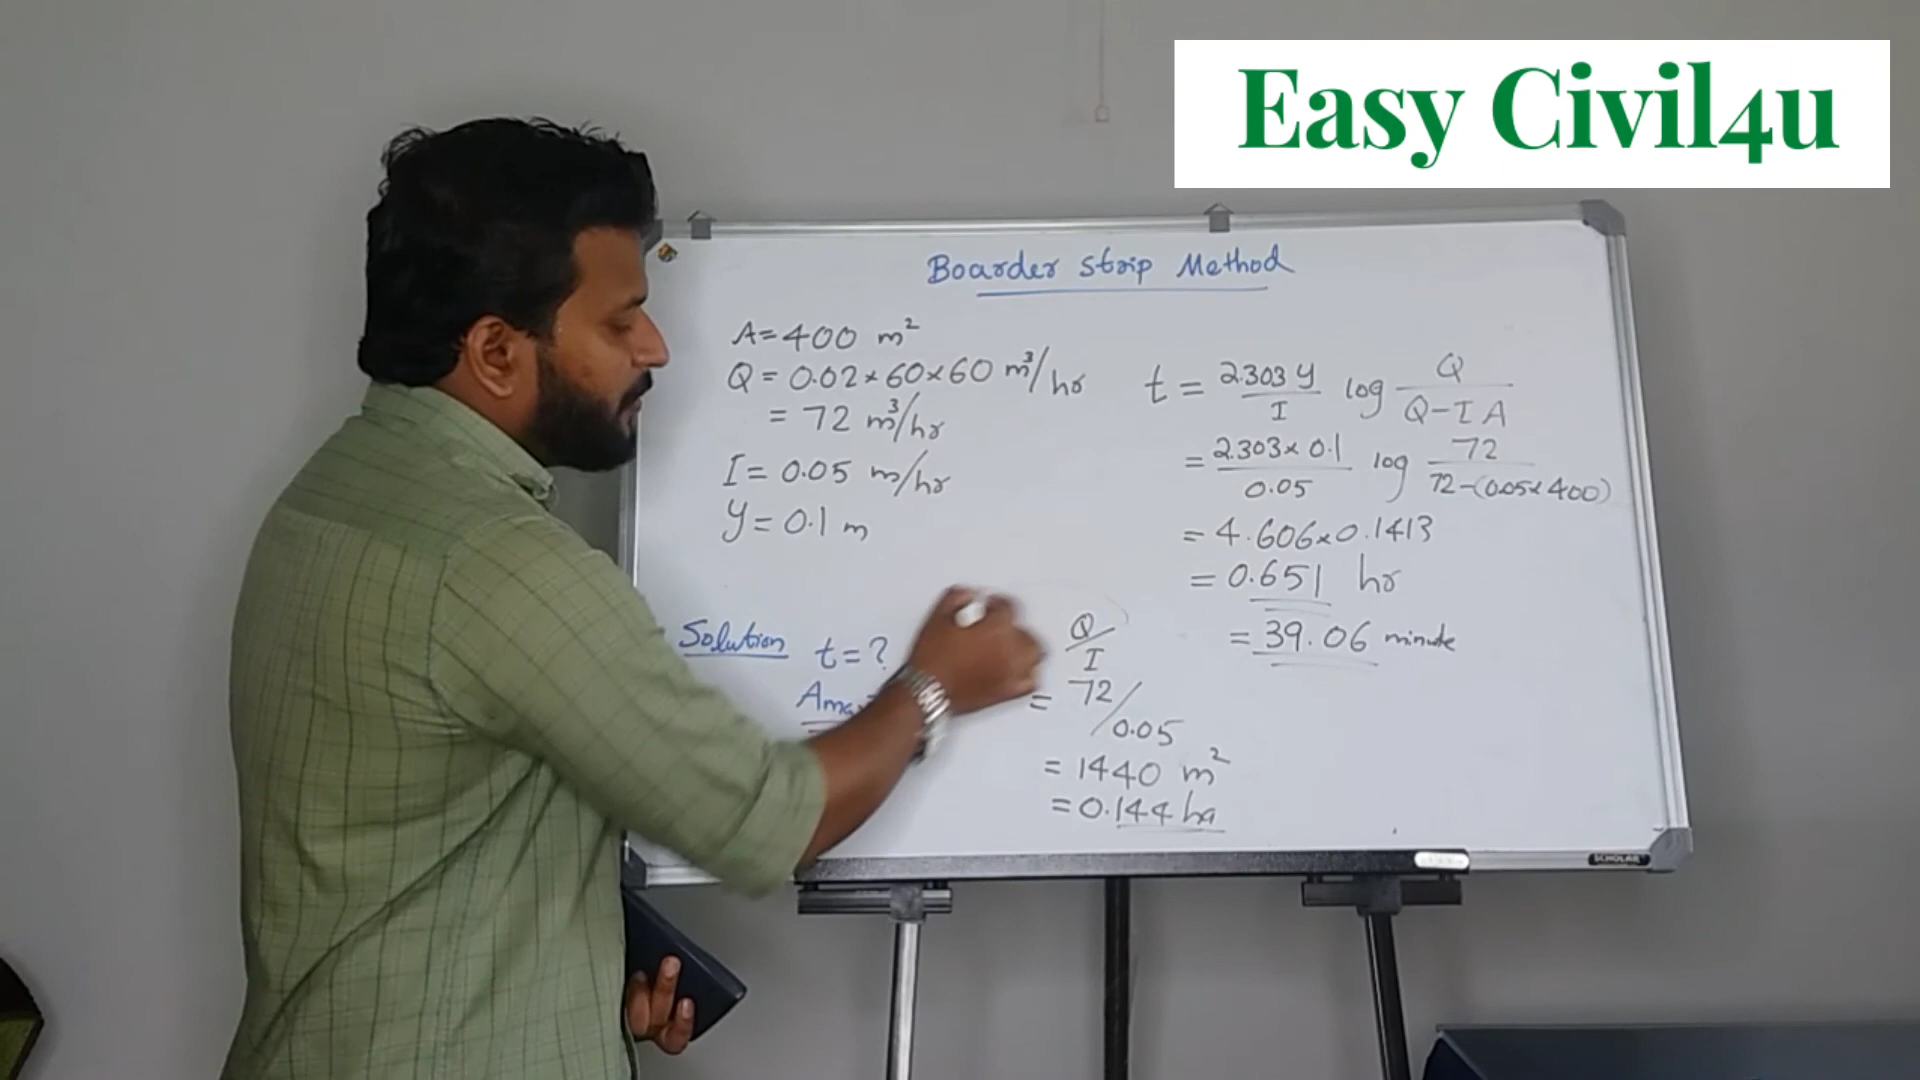 Easy Civil4u
Boarder Strip Method
A = 400 m²
Q = 0.02 × 60 × 60 m³/hr
= 72 m³/hr
I = 0.05 m/hr
y = 0.1 m
Solution t = ?
t = 2.303 y / I log Q / Q - I A
= 2.303 × 0.1 / 0.05 log 72 / 72 - (0.05 × 400)
= 4.606 × 0.1413
= 0.651 hr
= 39.06 minute
Q / I
= 72 / 0.05
= 1440 m²
= 0.144 ha
SCHOLAR